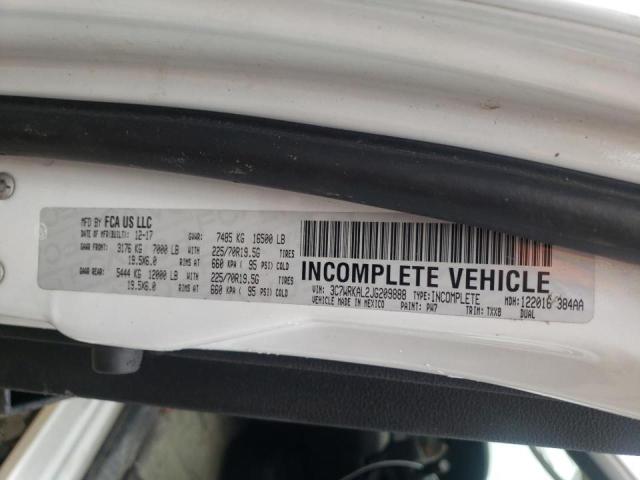 MFD BY FCA US LLC
DATE OF MFR(BUILT): 12-17 GVWR: 7485 KG 16500 LB
GAWR FRONT: 3176 KG 7000 LB WITH 225/70R19.5G TIRES
19.5X6.0 RIMS AT 660 KPA ( 95 PSI) COLD
GAWR REAR: 5444 KG 12000 LB WITH 225/70R19.5G TIRES
19.5X6.0 RIMS AT 660 KPA ( 95 PSI) COLD
INCOMPLETE VEHICLE
VIN: 3C7WRKAL2JG209888 TYPE: INCOMPLETE MDH: 122016 384AA
VEHICLE MADE IN MEXICO PAINT: PW7 TRIM: TXX8 DUAL